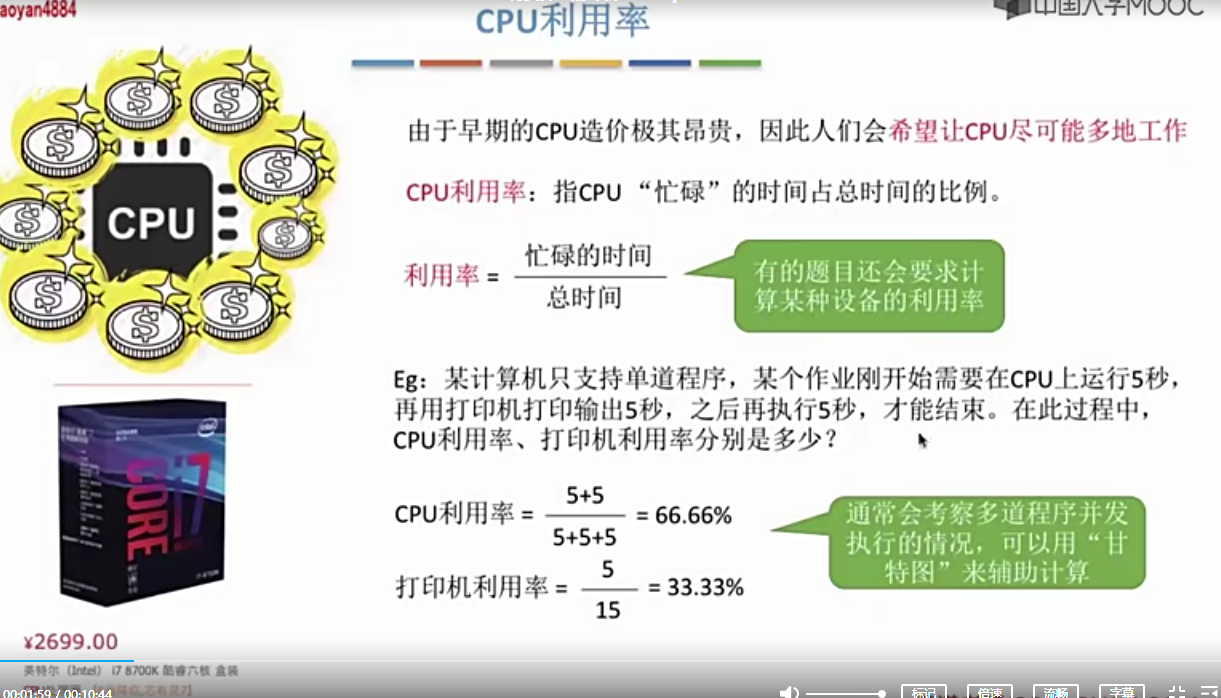 aoyan4884
CPU利用率
中国大学MOOC
由于早期的CPU造价极其昂贵，因此人们会希望让CPU尽可能多地工作
CPU利用率：指CPU “忙碌”的时间占总时间的比例。
利用率 = 忙碌的时间
总时间
有的题目还会要求计
算某种设备的利用率
CPU
Eg：某计算机只支持单道程序，某个作业刚开始需要在CPU上运行5秒，
再用打印机打印输出5秒，之后再执行5秒，才能结束。在此过程中，
CPU利用率、打印机利用率分别是多少？
CPU利用率 = 5+5
5+5+5
= 66.66%
打印机利用率 = 5
15
= 33.33%
通常会考察多道程序并发
执行的情况，可以用“甘
特图”来辅助计算
intel
CORE
i7
¥2699.00
英特尔（Intel） i7 8700K 酷睿六核 盒装
00:01:59 / 00:10:44
标记
倍速
流畅
字幕